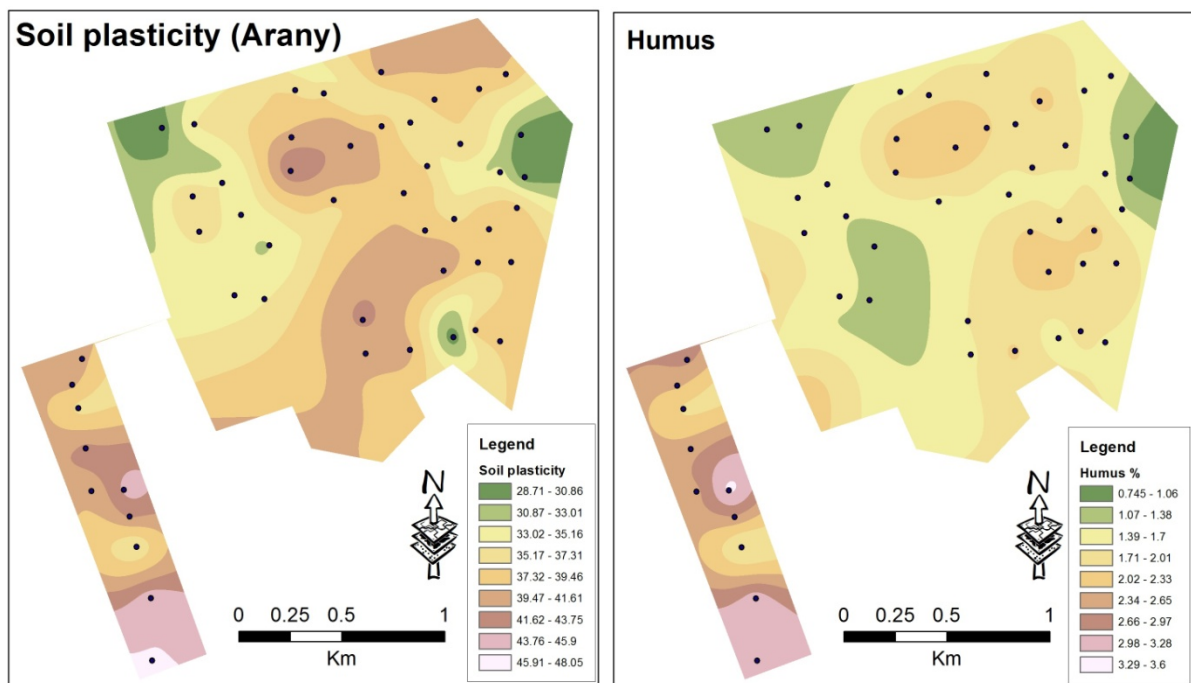 Soil plasticity (Arany)
Legend
Soil plasticity
28.71 - 30.86
30.87 - 33.01
33.02 - 35.16
35.17 - 37.31
37.32 - 39.46
39.47 - 41.61
41.62 - 43.75
43.76 - 45.9
45.91 - 48.05
N
0 0.25 0.5 1
Km
Humus
Legend
Humus %
0.745 - 1.06
1.07 - 1.38
1.39 - 1.7
1.71 - 2.01
2.02 - 2.33
2.34 - 2.65
2.66 - 2.97
2.98 - 3.28
3.29 - 3.6
N
0 0.25 0.5 1
Km